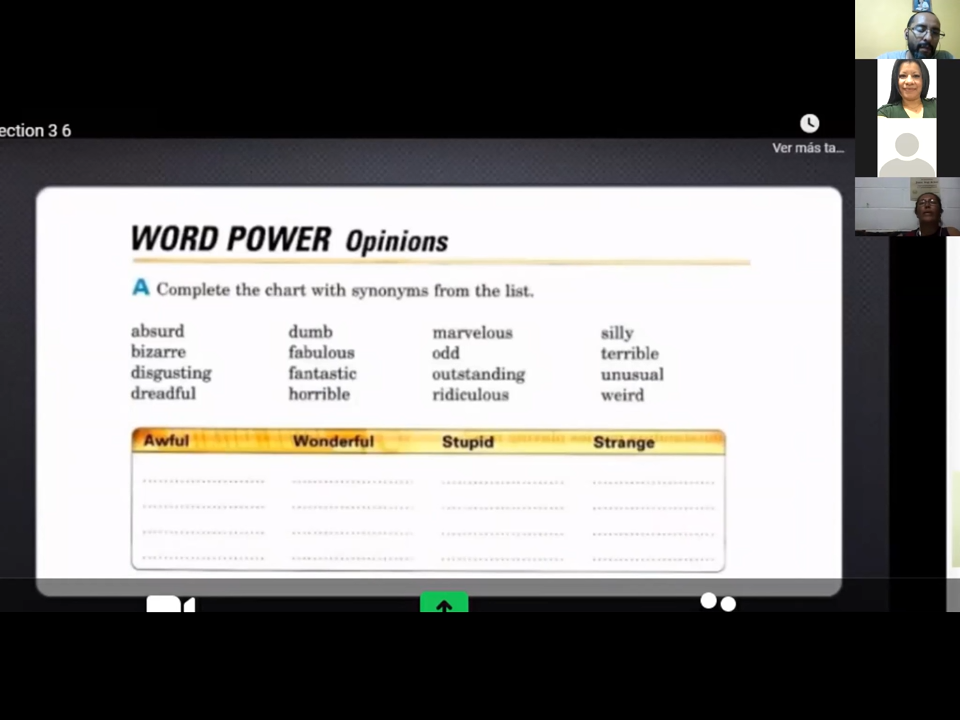 ection 3 6
Ver más ta...
WORD POWER Opinions
A Complete the chart with synonyms from the list.
absurd dumb marvelous silly
bizarre fabulous odd terrible
disgusting fantastic outstanding unusual
dreadful horrible ridiculous weird
Awful Wonderful Stupid Strange